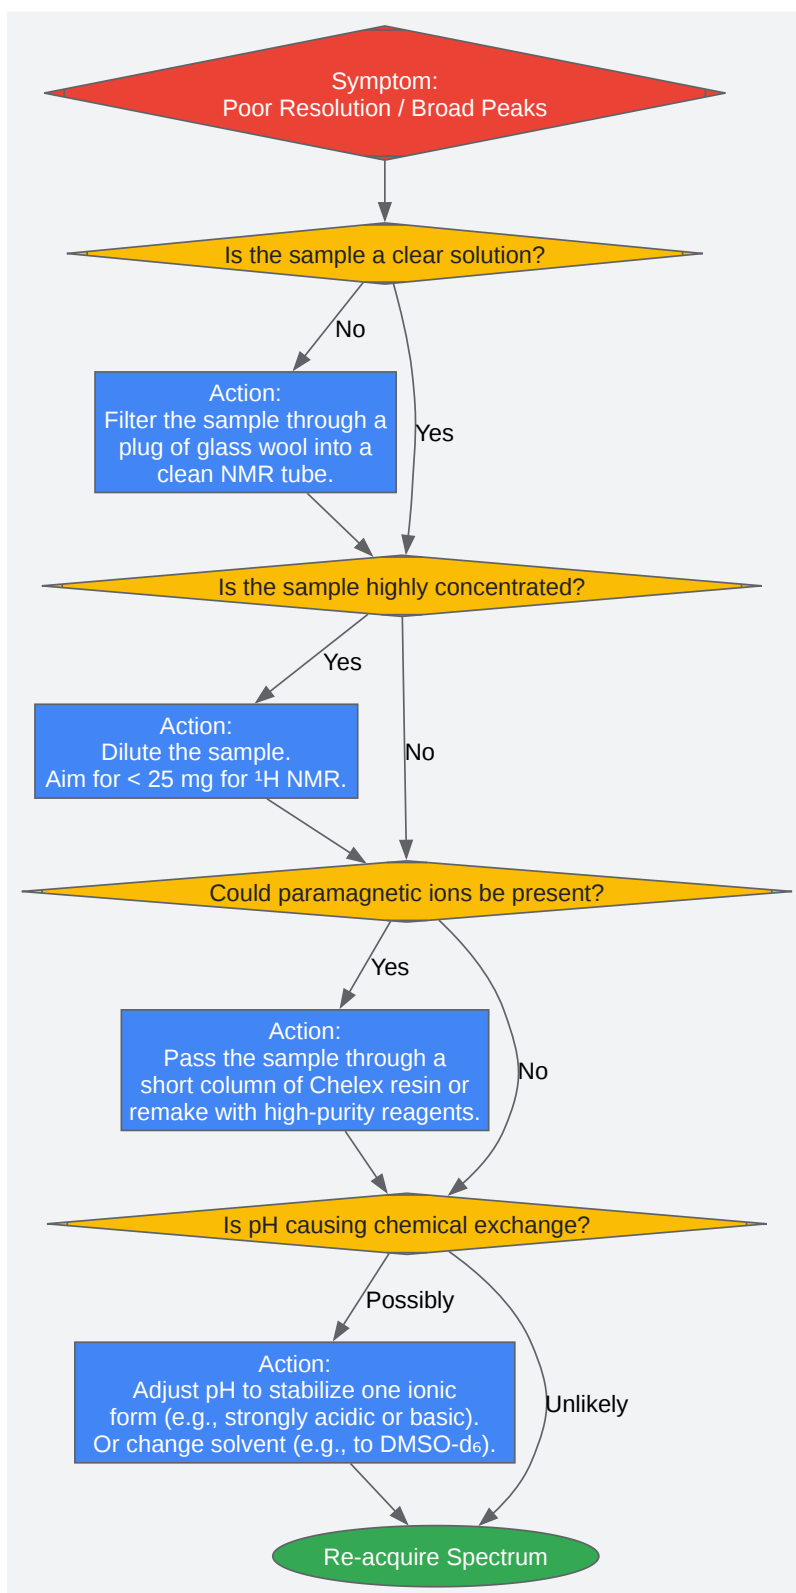 Symptom:
Poor Resolution / Broad Peaks
Is the sample a clear solution?
No
Action:
Filter the sample through a
plug of glass wool into a
clean NMR tube.
Yes
Is the sample highly concentrated?
Yes
Action:
Dilute the sample.
Aim for < 25 mg for ¹H NMR.
No
Could paramagnetic ions be present?
Yes
Action:
Pass the sample through a
short column of Chelex resin or
remake with high-purity reagents.
No
Is pH causing chemical exchange?
Possibly
Action:
Adjust pH to stabilize one ionic
form (e.g., strongly acidic or basic).
Or change solvent (e.g., to DMSO-d₆).
Unlikely
Re-acquire Spectrum